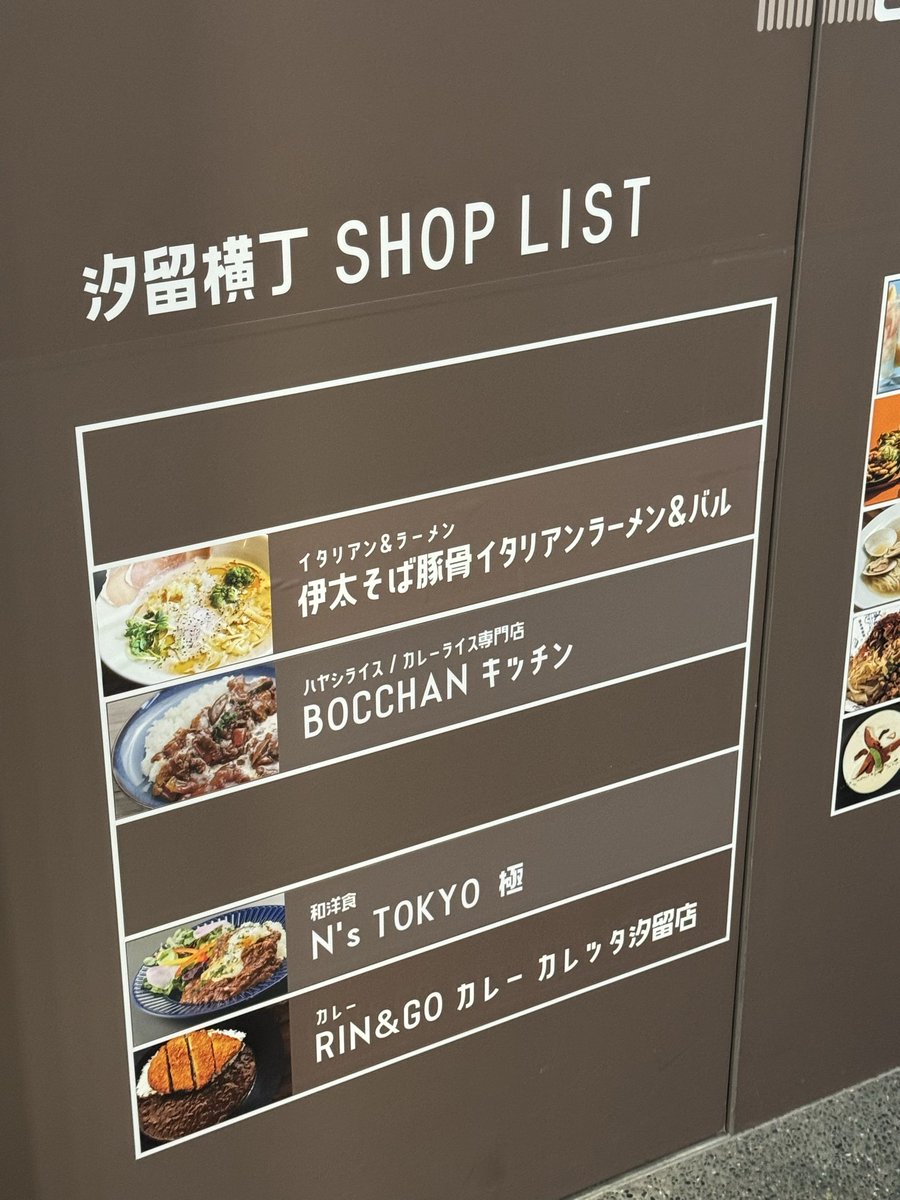 汐留横丁 SHOP LIST
イタリアン&ラーメン
伊太そば豚骨イタリアンラーメン&バル
ハヤシライス / カレーライス専門店
BOCCHAN キッチン
和洋食
N's TOKYO 極
カレー
RIN&GO カレー カレッタ汐留店